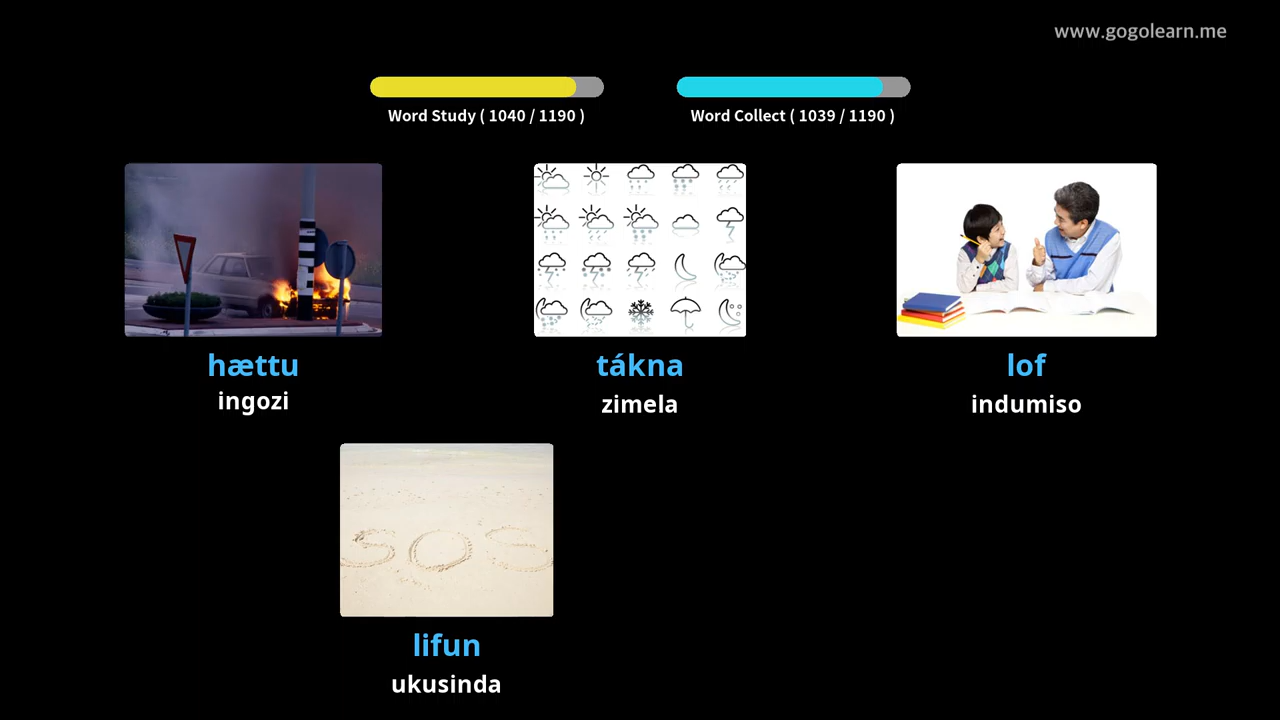 www.gogolearn.me
Word Study ( 1040 / 1190 )
Word Collect ( 1039 / 1190 )
hættu
ingozi
tákna
zimela
lof
indumiso
SOS
lifun
ukusinda